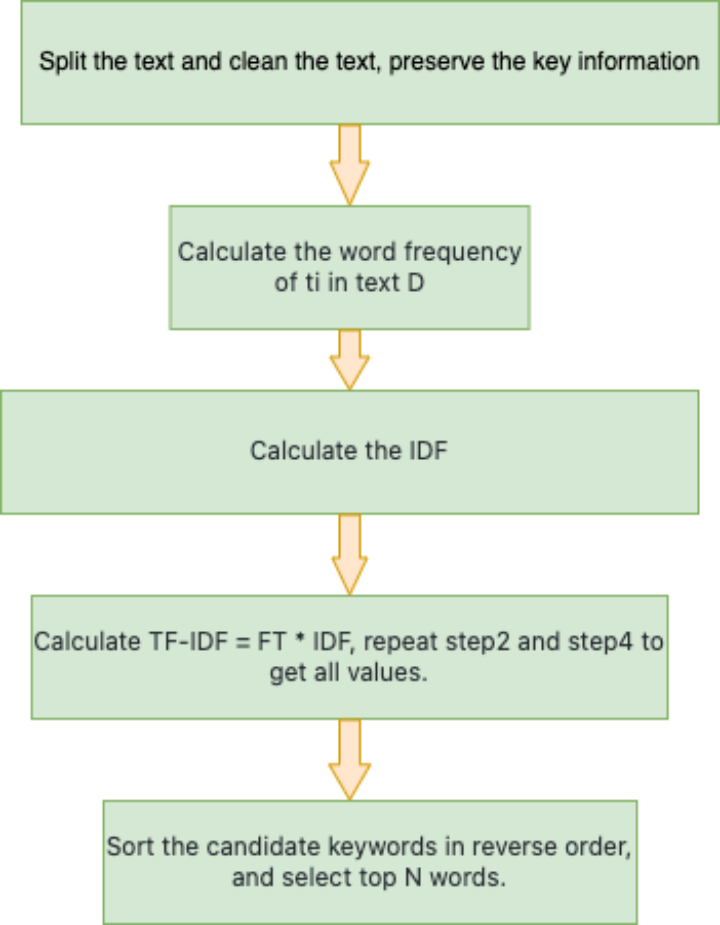 Split the text and clean the text, preserve the key information
Calculate the word frequency
of ti in text D
Calculate the IDF
Calculate TF-IDF = FT * IDF, repeat step2 and step4 to
get all values.
Sort the candidate keywords in reverse order,
and select top N words.